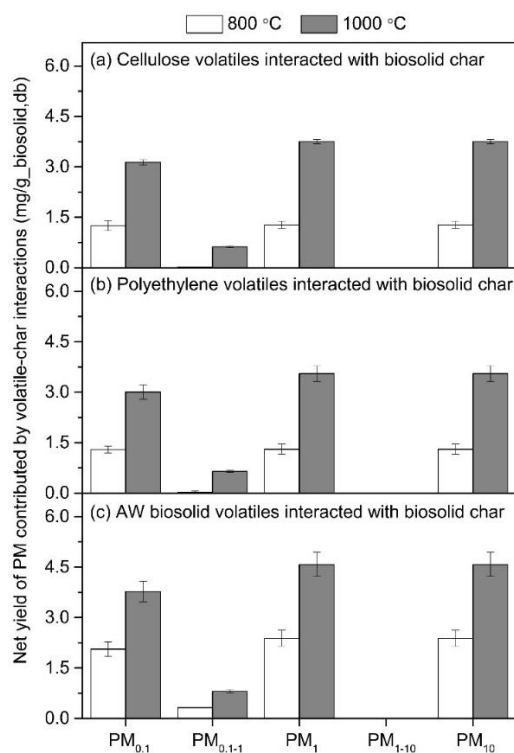 800 °C 1000 °C
Net yield of PM contributed by volatile-char interactions (mg/g_biosolid,db)
(a) Cellulose volatiles interacted with biosolid char
6.0
4.5
3.0
1.5
0.0
(b) Polyethylene volatiles interacted with biosolid char
6.0
4.5
3.0
1.5
0.0
(c) AW biosolid volatiles interacted with biosolid char
6.0
4.5
3.0
1.5
0.0
PM0.1 PM0.1-1 PM1 PM1-10 PM10